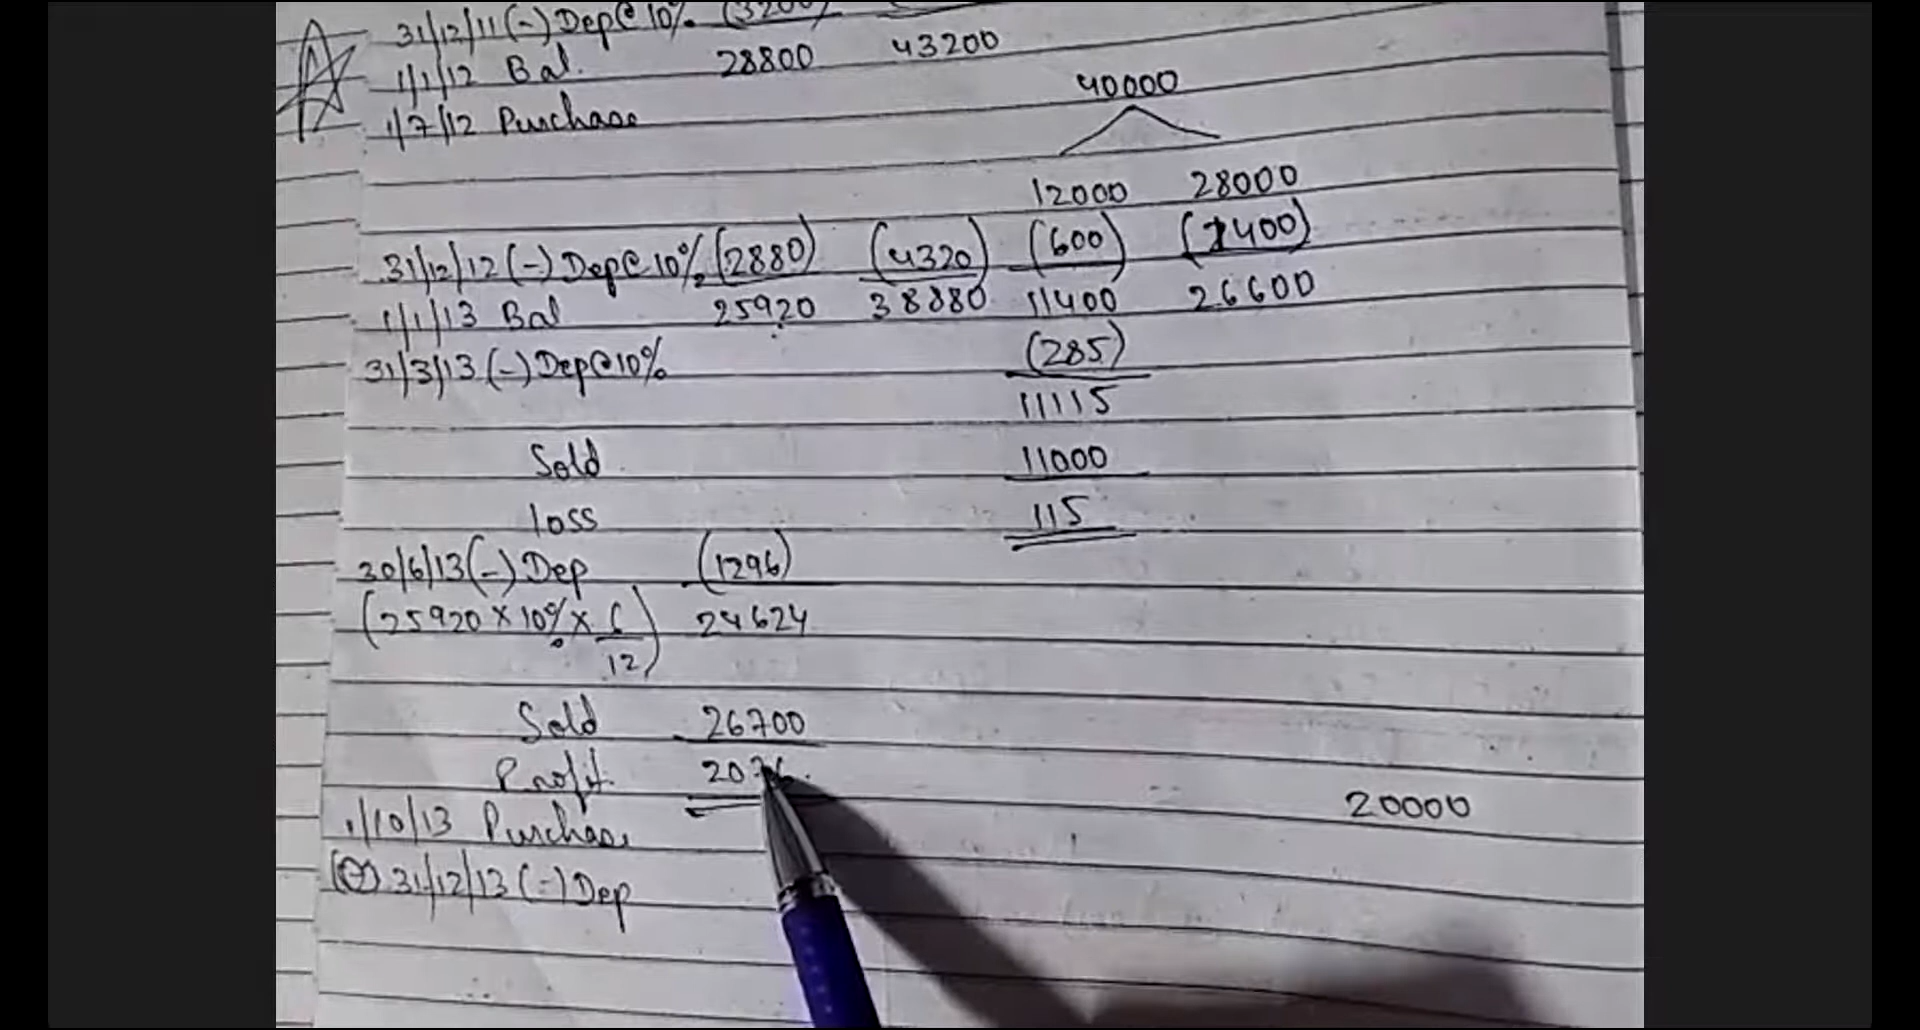 31/12/11 (-) Dep@ 10% (3200)
1/1/12 Bal. 28800 43200
40000
1/7/12 Purchase
12000 28000
31/12/12 (-) Dep@ 10% (2880) (4320) (600) (1400)
1/1/13 Bal 25920 38880 11400 26600
31/3/13 (-) Dep@10% (285)
11115
Sold 11000
loss 115
30/6/13 (-) Dep (1296)
(25920 × 10% × 6/12) 24624
Sold 26700
Profit 2076
1/10/13 Purchase 20000
31/12/13 (-) Dep